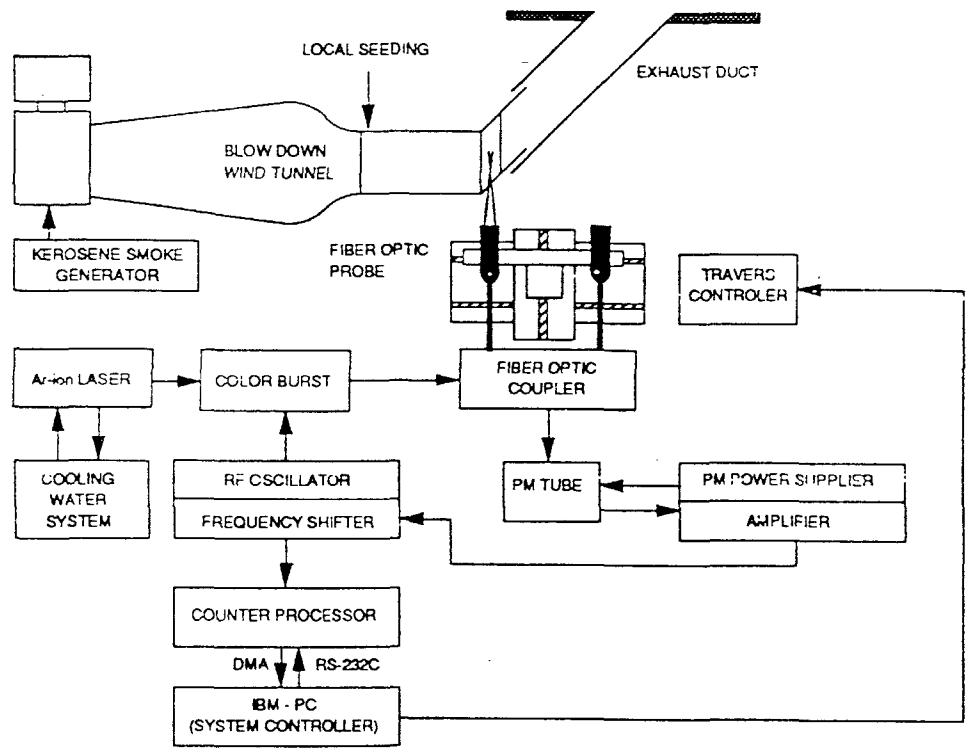 LOCAL SEEDING
EXHAUST DUCT
BLOW DOWN
WIND TUNNEL
KEROSENE SMOKE
GENERATOR
FIBER OPTIC
PROBE
TRAVERS
CONTROLER
Ar-ion LASER
COLOR BURST
FIBER OPTIC
COUPLER
COOLING
WATER
SYSTEM
RF OSCILLATOR
FREQUENCY SHIFTER
PM TUBE
PM POWER SUPPLIER
AMPLIFIER
COUNTER PROCESSOR
DMA
RS-232C
IBM - PC
(SYSTEM CONTROLLER)